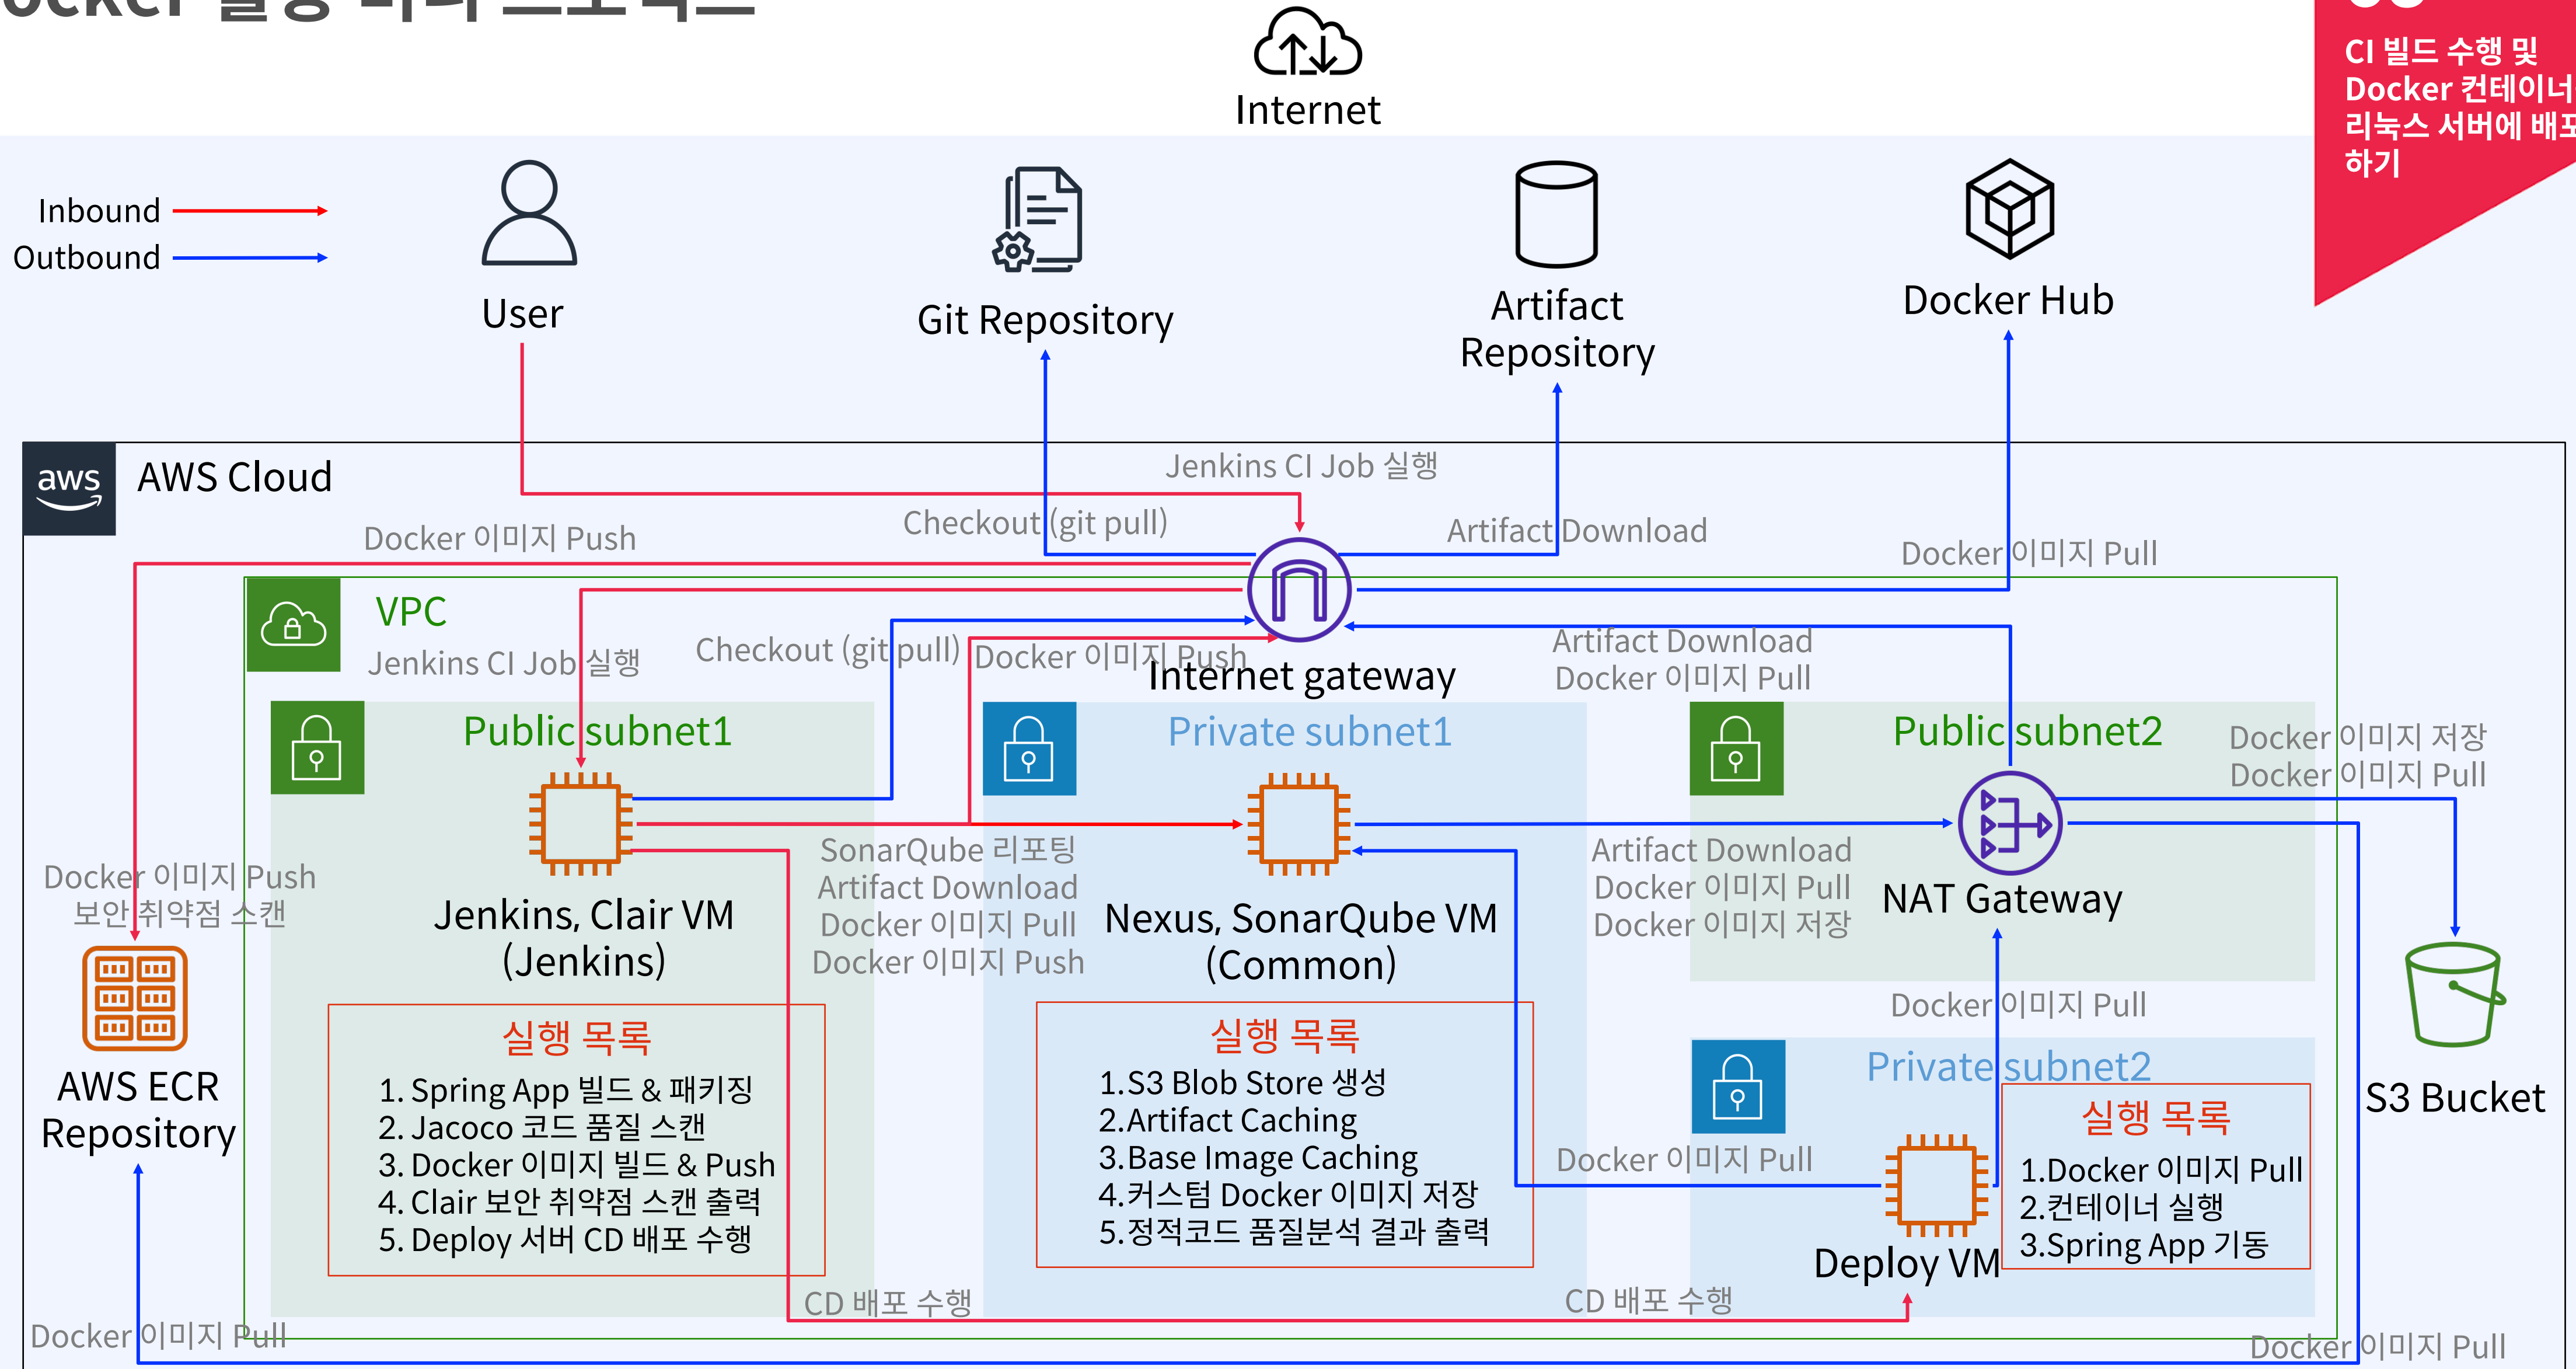 CI 빌드 수행 및
Docker 컨테이너
리눅스 서버에 배포
하기
Internet
Inbound
Outbound
User
Git Repository
Artifact
Repository
Docker Hub
aws
AWS Cloud
Jenkins CI Job 실행
Checkout (git pull)
Artifact Download
Docker 이미지 Push
Docker 이미지 Pull
VPC
Jenkins CI Job 실행
Checkout (git pull)
Docker 이미지 Push
Internet gateway
Artifact Download
Docker 이미지 Pull
Public subnet1
Private subnet1
Public subnet2
Docker 이미지 저장
Docker 이미지 Pull
Docker 이미지 Push
보안 취약점 스캔
AWS ECR
Repository
Jenkins, Clair VM
(Jenkins)
SonarQube 리포팅
Artifact Download
Docker 이미지 Pull
Docker 이미지 Push
Nexus, SonarQube VM
(Common)
Artifact Download
Docker 이미지 Pull
Docker 이미지 저장
NAT Gateway
Docker 이미지 Pull
S3 Bucket
실행 목록
1. Spring App 빌드 & 패키징
2. Jacoco 코드 품질 스캔
3. Docker 이미지 빌드 & Push
4. Clair 보안 취약점 스캔 출력
5. Deploy 서버 CD 배포 수행
실행 목록
1.S3 Blob Store 생성
2.Artifact Caching
3.Base Image Caching
4.커스텀 Docker 이미지 저장
5.정적코드 품질분석 결과 출력
Private subnet2
Docker 이미지 Pull
Deploy VM
실행 목록
1.Docker 이미지 Pull
2.컨테이너 실행
3.Spring App 기동
CD 배포 수행
CD 배포 수행
Docker 이미지 Pull
Docker 이미지 Pull